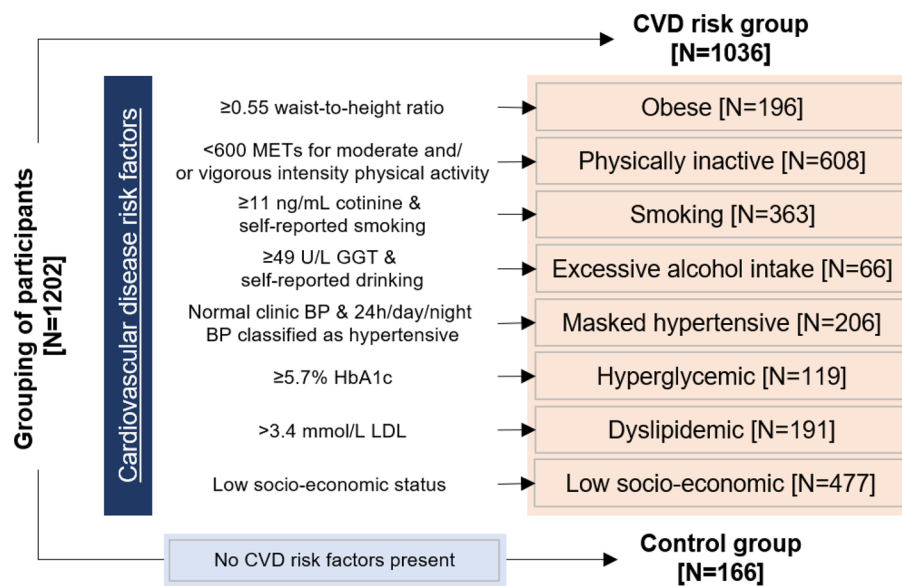 CVD risk group
[N=1036]
Grouping of participants
[N=1202]
Cardiovascular disease risk factors
≥0.55 waist-to-height ratio
Obese [N=196]
<600 METs for moderate and/
or vigorous intensity physical activity
Physically inactive [N=608]
≥11 ng/mL cotinine &
self-reported smoking
Smoking [N=363]
≥49 U/L GGT &
self-reported drinking
Excessive alcohol intake [N=66]
Normal clinic BP & 24h/day/night
BP classified as hypertensive
Masked hypertensive [N=206]
≥5.7% HbA1c
Hyperglycemic [N=119]
>3.4 mmol/L LDL
Dyslipidemic [N=191]
Low socio-economic status
Low socio-economic [N=477]
No CVD risk factors present
Control group
[N=166]